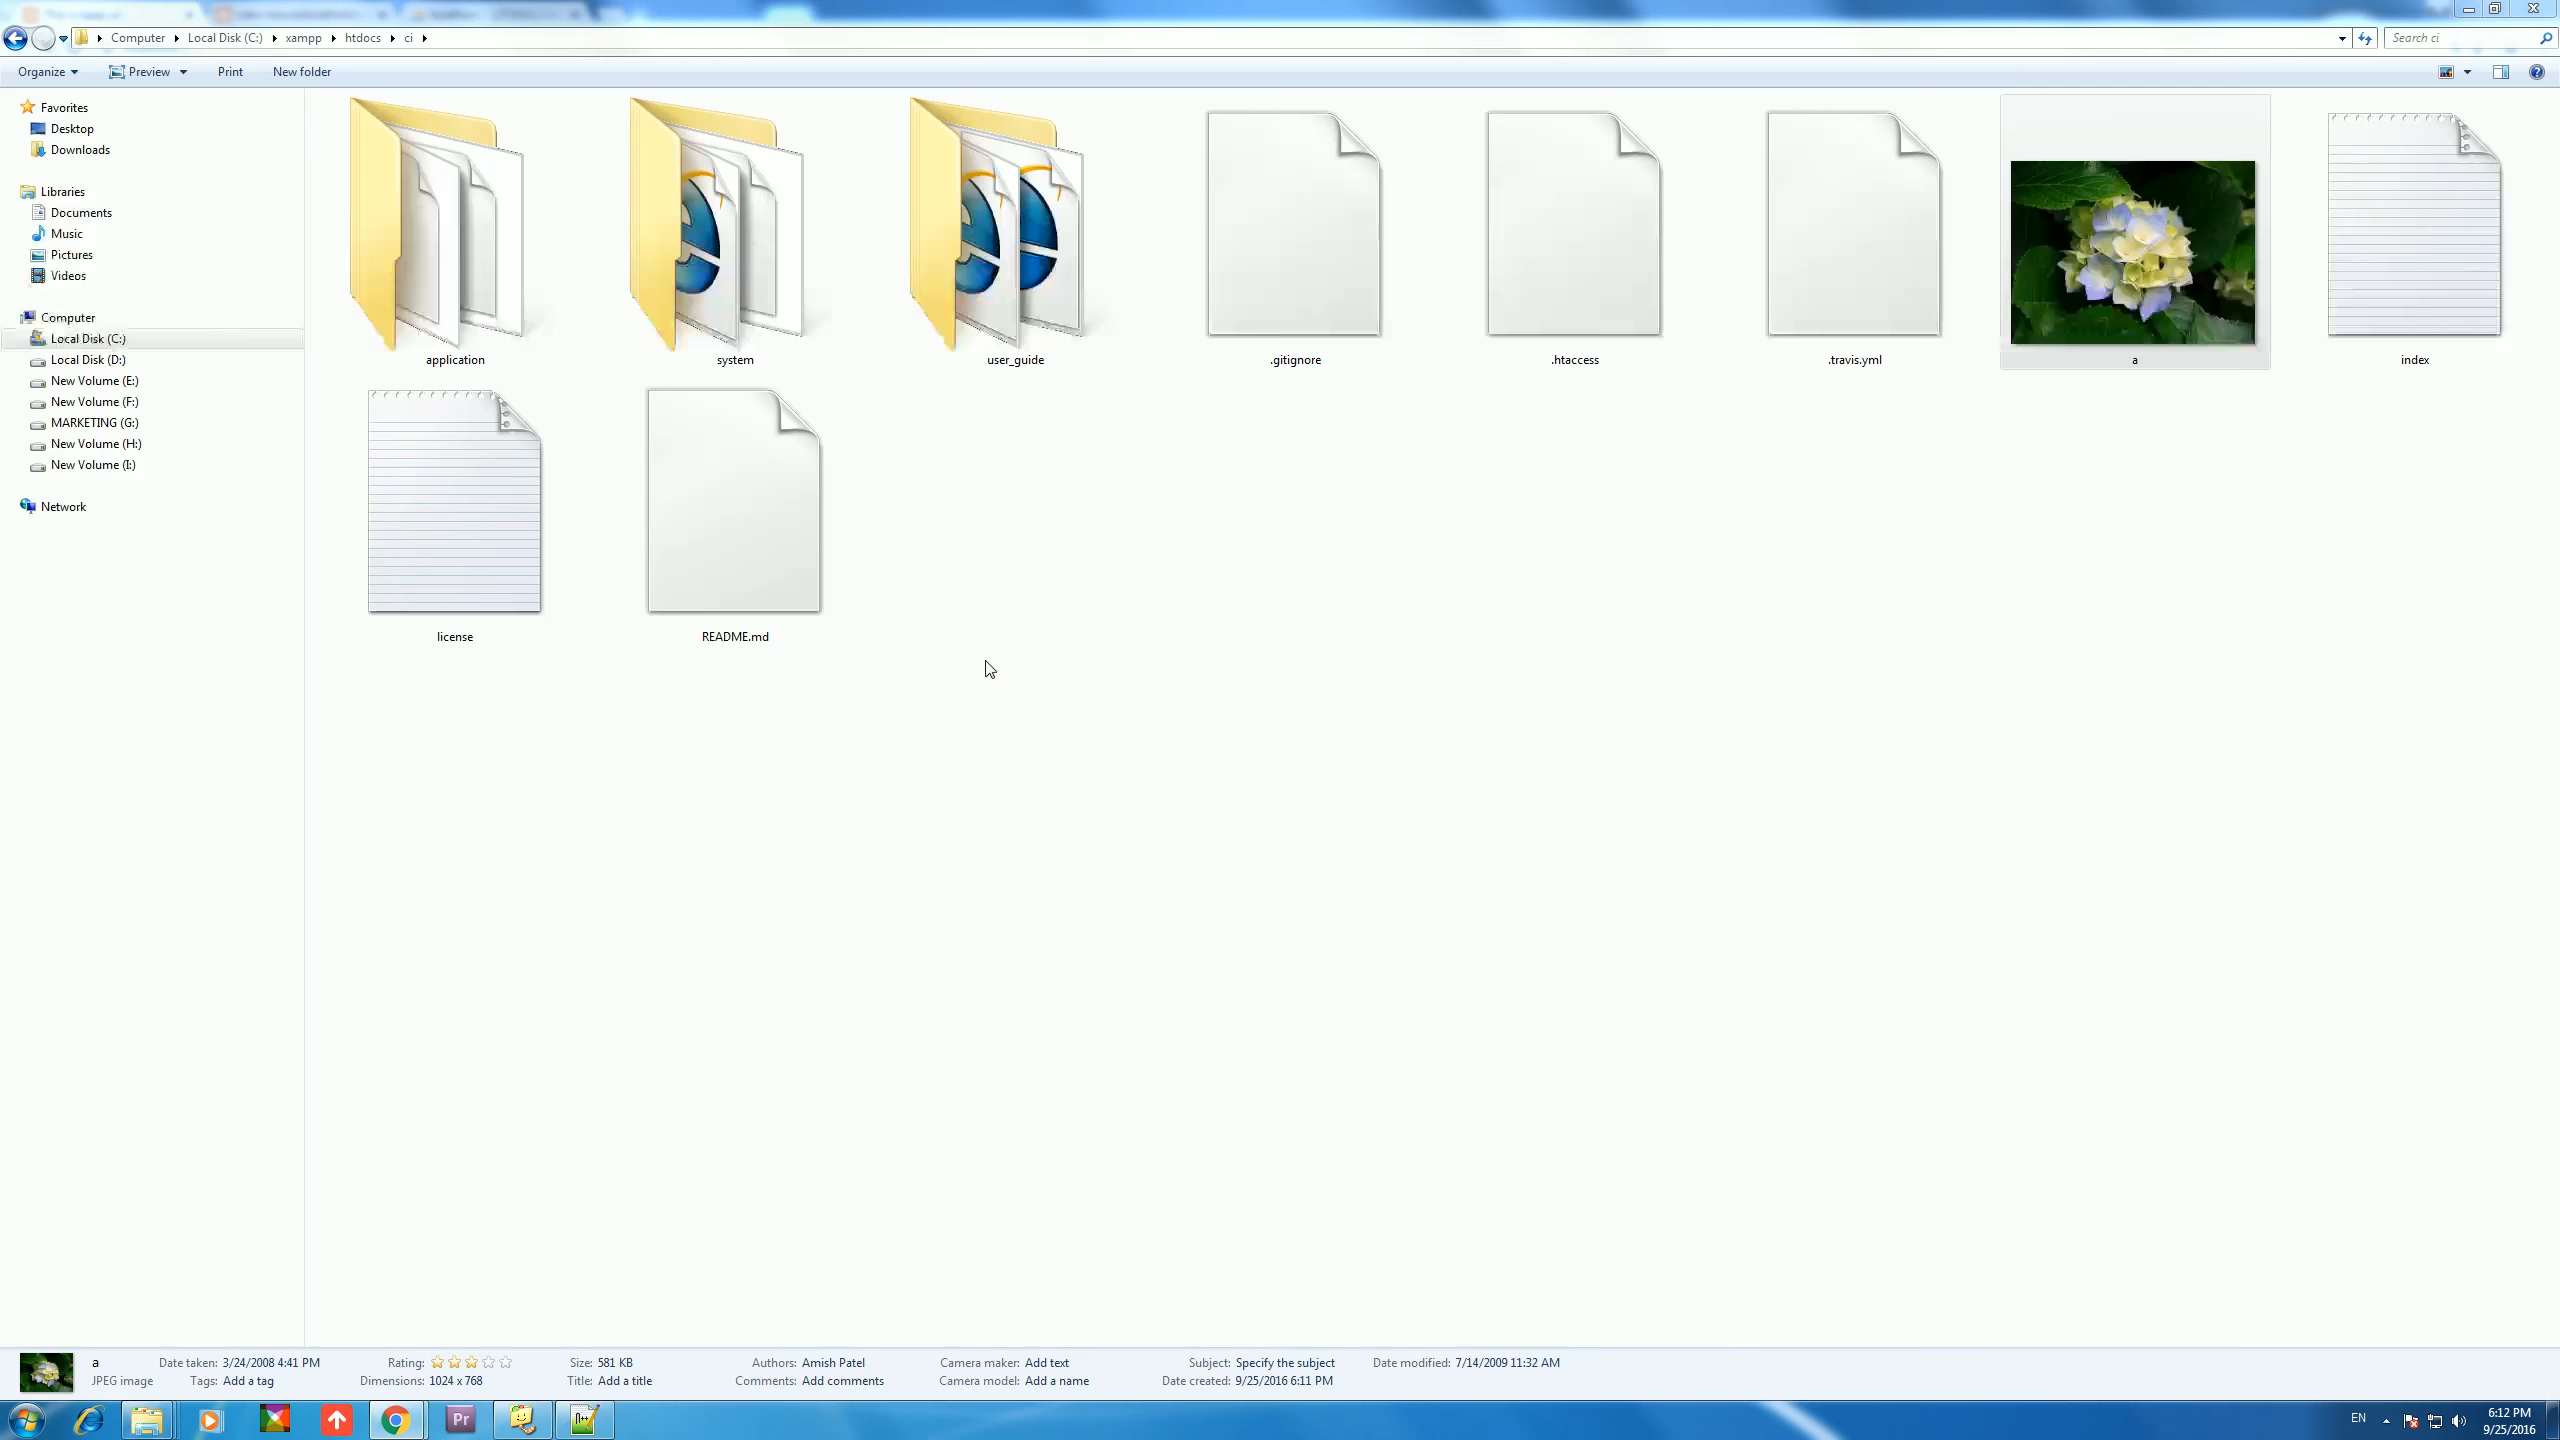 Computer Local Disk (C:) xampp htdocs ci
Search ci
Organize Preview Print New folder
Favorites
Desktop
Downloads
Libraries
Documents
Music
Pictures
Videos
Computer
Local Disk (C:)
Local Disk (D:)
New Volume (E:)
New Volume (F:)
MARKETING (G:)
New Volume (H:)
New Volume (I:)
Network
application system user_guide .gitignore .htaccess .travis.yml a index
license README.md
a Date taken: 3/24/2008 4:41 PM Rating: Size: 581 KB Authors: Amish Patel Camera maker: Add text Subject: Specify the subject Date modified: 7/14/2009 11:32 AM
JPEG image Tags: Add a tag Dimensions: 1024 x 768 Title: Add a title Comments: Add comments Camera model: Add a name Date created: 9/25/2016 6:11 PM
Pr
EN
6:12 PM
9/25/2016